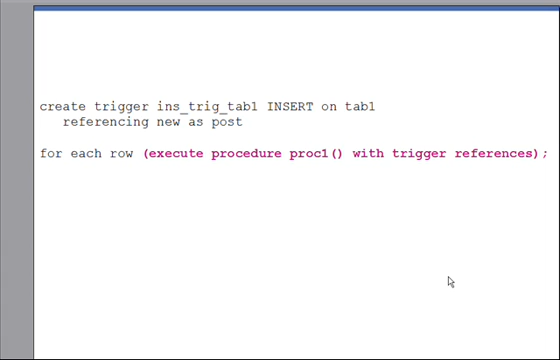 create trigger ins_trig_tab1 INSERT on tab1
referencing new as post
for each row (execute procedure proc1() with trigger references);